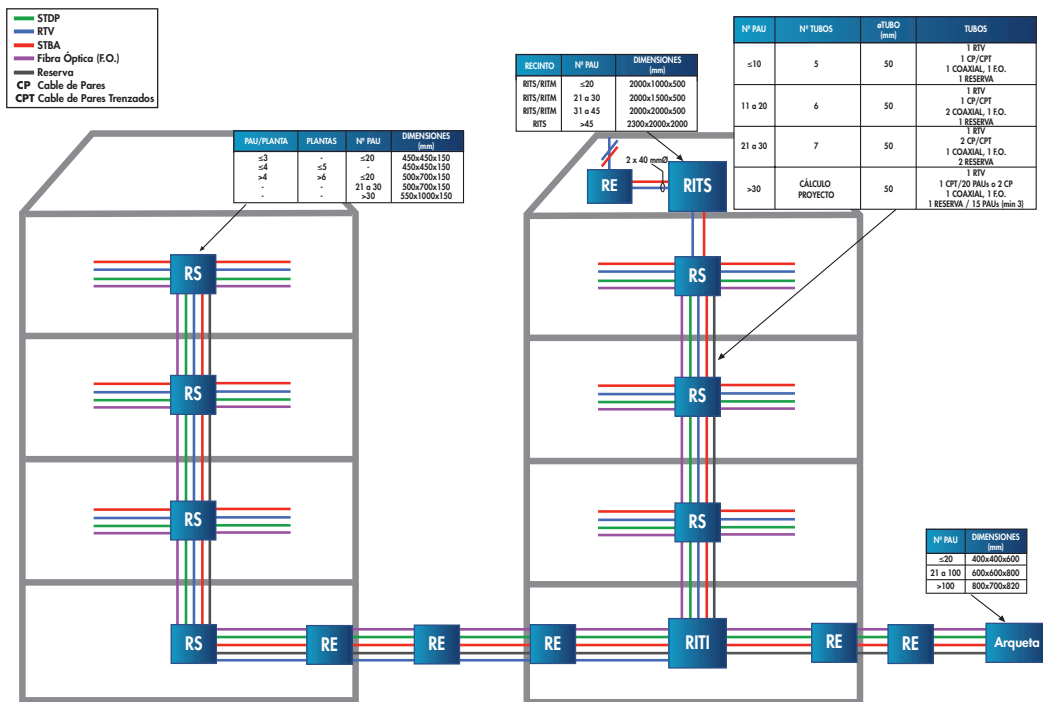 STDP
RTV
STBA
Fibra Óptica (F.O.)
Reserva
CP Cable de Pares
CPT Cable de Pares Trenzados
PAU/PLANTA PLANTAS Nº PAU DIMENSIONES (mm)
≤3 - ≤20 450x450x150
≤4 ≤5 - 450x450x150
>4 >6 ≤20 500x700x150
- - 21 a 30 500x700x150
- - >30 550x1000x150
RECINTO Nº PAU DIMENSIONES (mm)
RITS/RITM ≤20 2000x1000x500
RITS/RITM 21 a 30 2000x1500x500
RITS/RITM 31 a 45 2000x2000x500
RITS >45 2300x2000x2000
Nº PAU Nº TUBOS øTUBO (mm) TUBOS
≤10 5 50
1 RTV
1 CP/CPT
1 COAXIAL, 1 F.O.
1 RESERVA
11 a 20 6 50
1 RTV
1 CP/CPT
2 COAXIAL, 1 F.O.
1 RESERVA
21 a 30 7 50
1 RTV
2 CP/CPT
1 COAXIAL, 1 F.O.
2 RESERVA
>30 CÁLCULO PROYECTO 50
1 RTV
1 CPT/20 PAUs o 2 CP
1 COAXIAL, 1 F.O.
1 RESERVA / 15 PAUs (min 3)
2 x 40 mmØ
RE
RITS
RS
RS
RS
RS
RS
RS
Nº PAU DIMENSIONES (mm)
≤20 400x400x600
21 a 100 600x600x800
>100 800x700x820
RS
RE
RE
RE
RITI
RE
RE
Arqueta